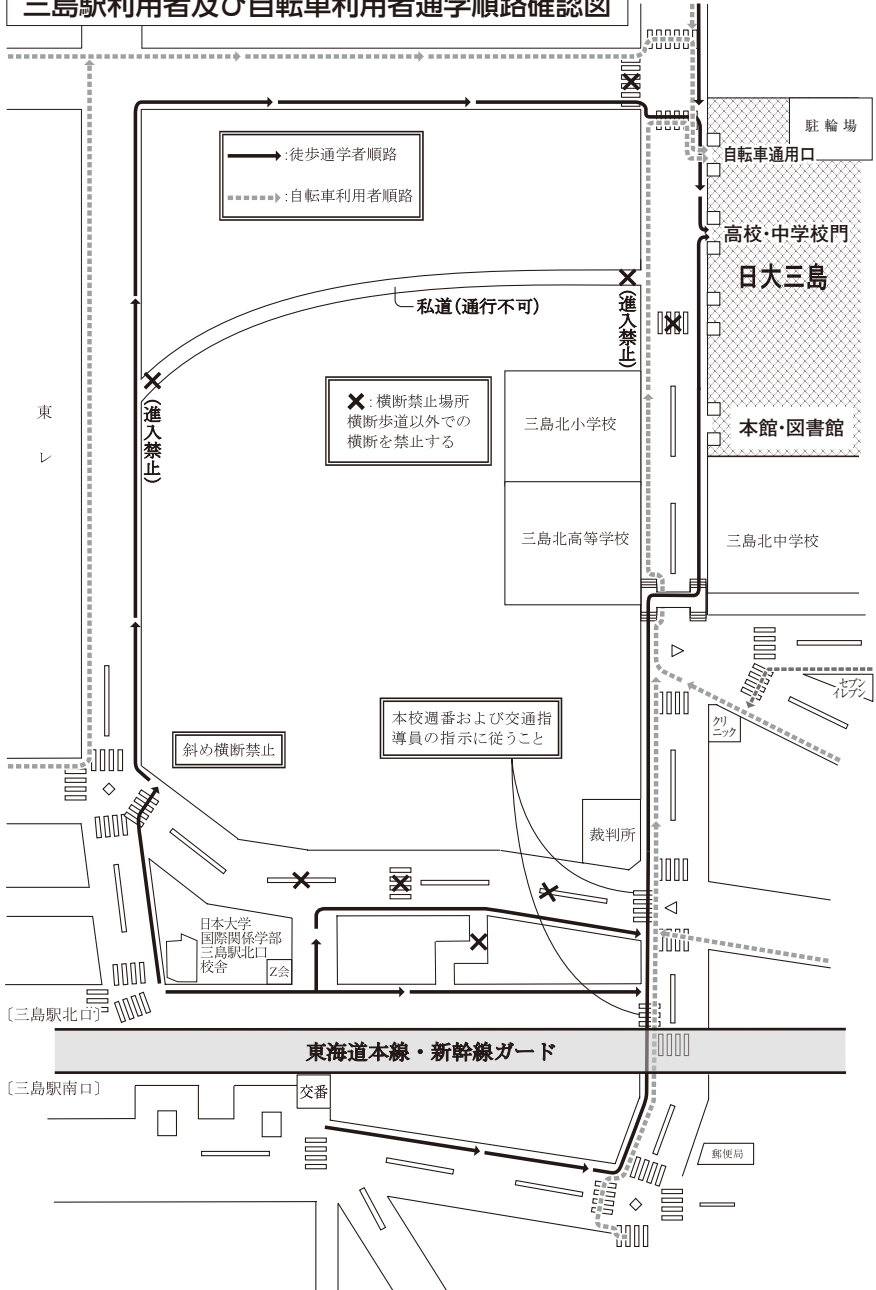 三島駅利用者及び自転車利用者通学順路確認図
駐輪場
:徒歩通学者順路
:自転車利用者順路
自転車通用口
高校・中学校門
日大三島
私道(通行不可)
(進入禁止)
(進入禁止)
東レ
✕:横断禁止場所
横断歩道以外での
横断を禁止する
三島北小学校
本館・図書館
三島北高等学校
三島北中学校
セブン
イレブン
クリ
ニック
本校週番および交通指
導員の指示に従うこと
斜め横断禁止
裁判所
日本大学
国際関係学部
三島駅北口
校舎
Z会
〔三島駅北口〕
東海道本線・新幹線ガード
〔三島駅南口〕
交番
郵便局